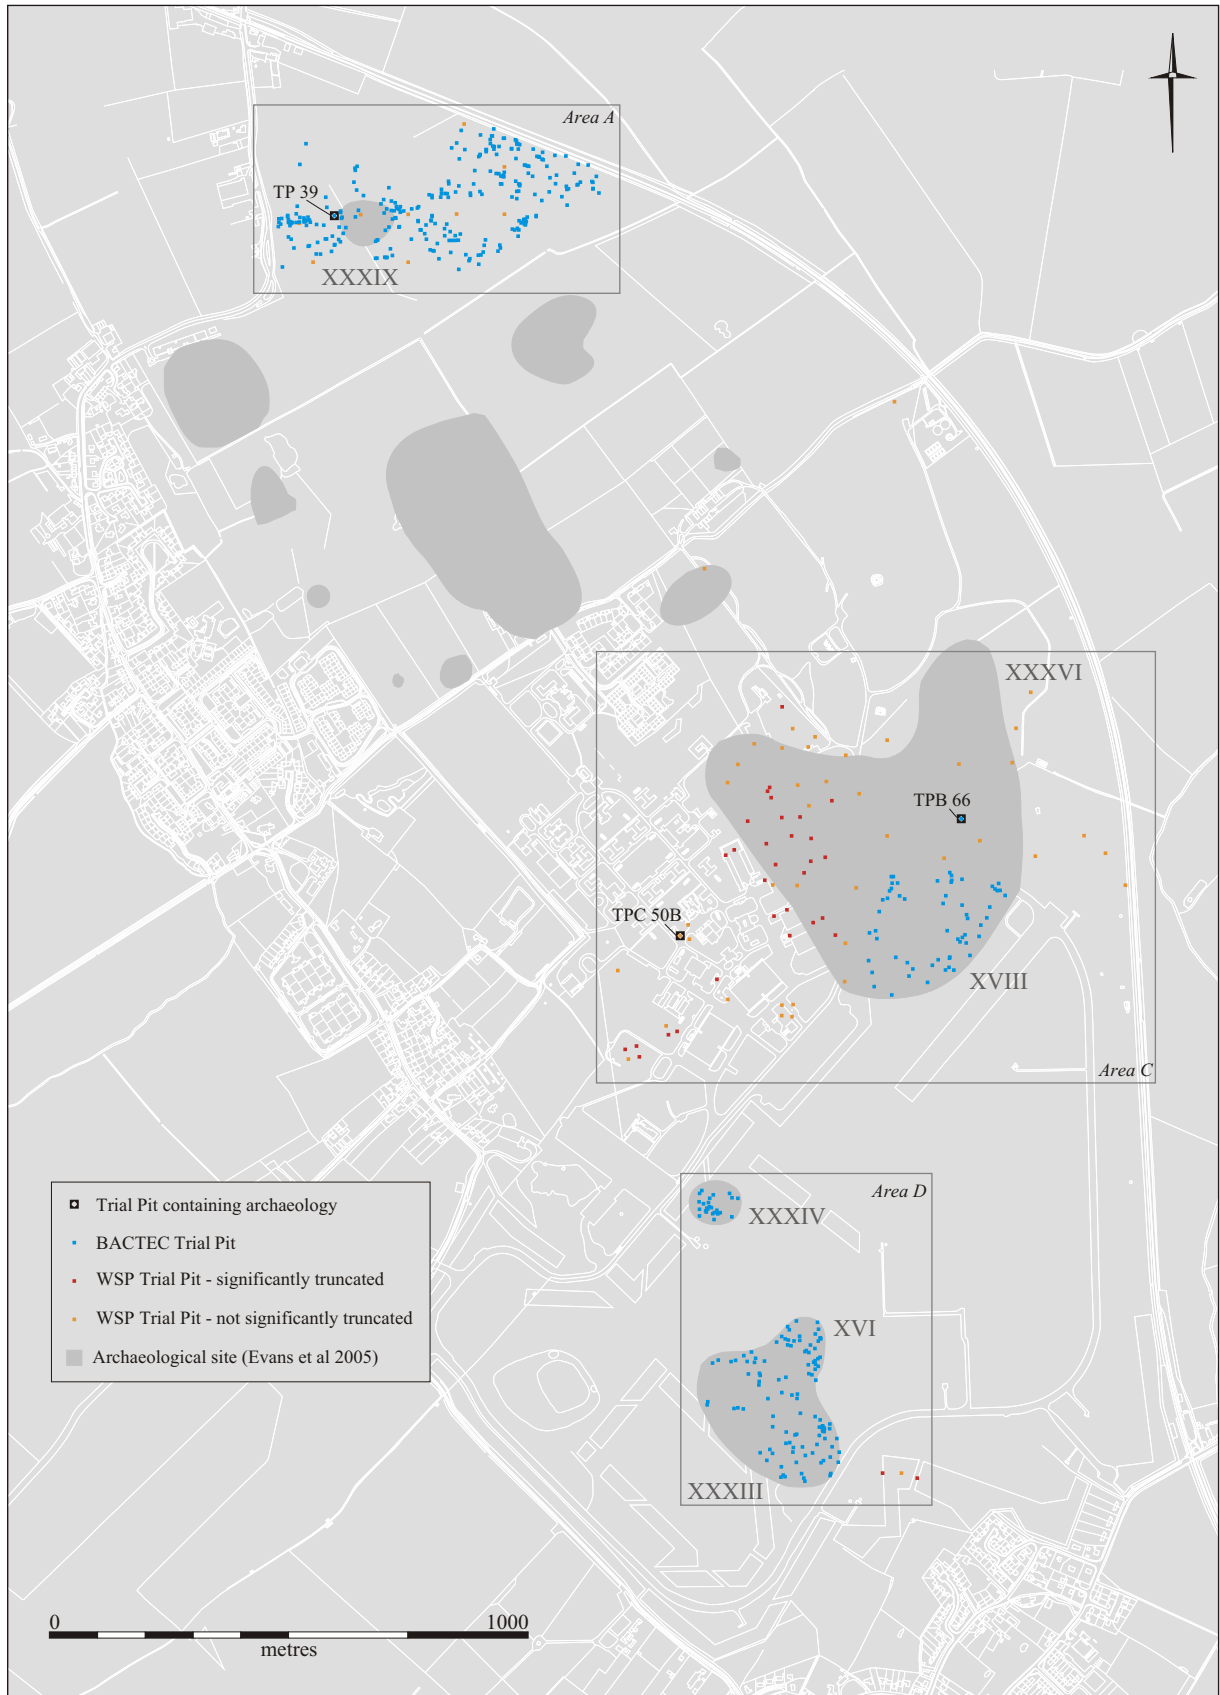 Area A
TP 39
XXXIX
XXXVI
TPB 66
TPC 50B
XVIII
Area C
Area D
XXXIV
XVI
XXXIII
Trial Pit containing archaeology
BACTEC Trial Pit
WSP Trial Pit - significantly truncated
WSP Trial Pit - not significantly truncated
Archaeological site (Evans et al 2005)
0 1000
metres